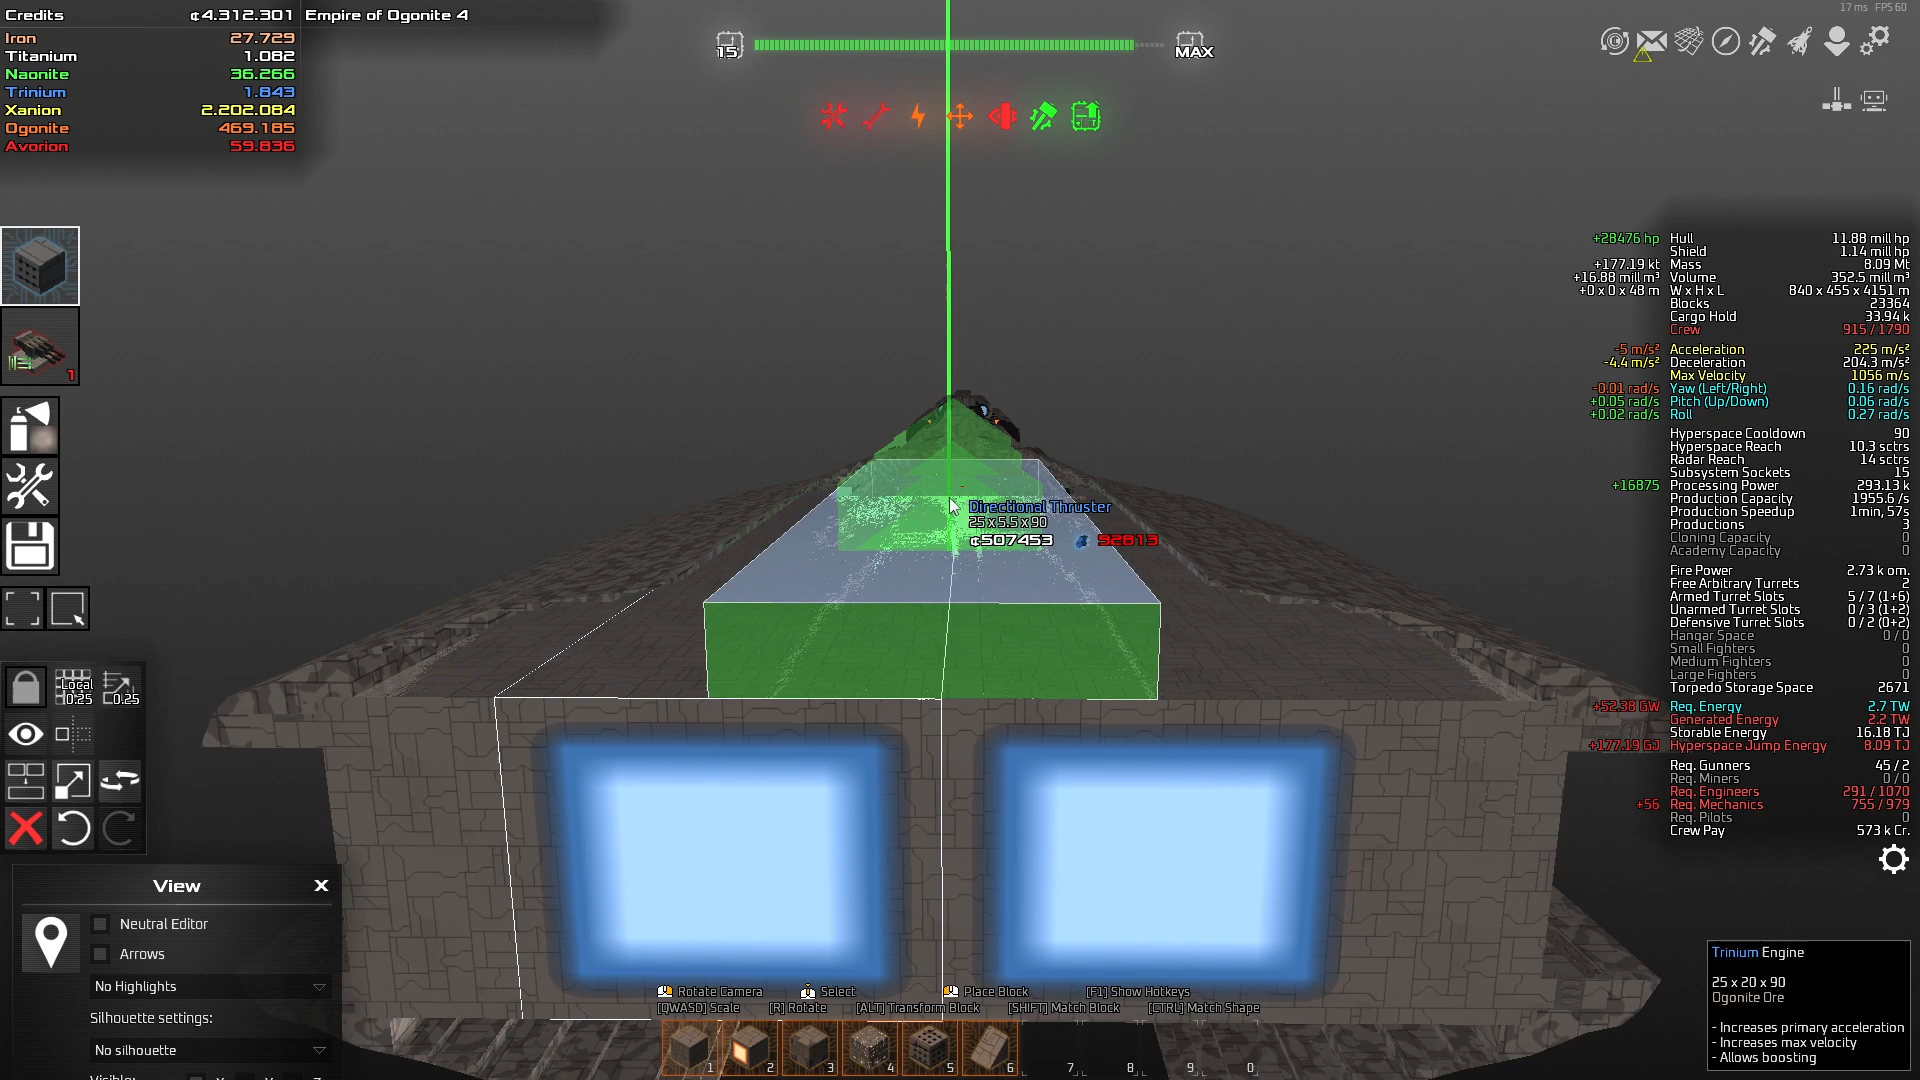 Credits ¢4.312.301 Empire of Ogonite 4
Iron 27.729
Titanium 1.082
Naonite 36.266
Trinium 1.843
Xanion 2.202.084
Ogonite 469.185
Avorion 59.836
15
MAX
17 ms FPS 60
1
Local
0.25
0.25
View X
Neutral Editor
Arrows
No Highlights
Silhouette settings:
No silhouette
Directional Thruster
25 x 5.5 x 90
¢507453 92813
+28476 hp Hull 11.88 mill hp
Shield 1.14 mill hp
+177.19 kt Mass 8.09 Mt
+16.88 mill m³ Volume 352.5 mill m³
+0 x 0 x 48 m W x H x L 840 x 455 x 4151 m
Blocks 23364
Cargo Hold 33.94 k
Crew 915 / 1790
-5 m/s² Acceleration 225 m/s²
-4.4 m/s² Deceleration 204.3 m/s²
Max Velocity 1056 m/s
-0.01 rad/s Yaw (Left/Right) 0.16 rad/s
+0.05 rad/s Pitch (Up/Down) 0.06 rad/s
+0.02 rad/s Roll 0.27 rad/s
Hyperspace Cooldown 90
Hyperspace Reach 10.3 sctrs
Radar Reach 14 sctrs
Subsystem Sockets 15
+16875 Processing Power 293.13 k
Production Capacity 1955.6 /s
Production Speedup 1min, 57s
Productions 3
Cloning Capacity 0
Academy Capacity 0
Fire Power 2.73 k om.
Free Arbitrary Turrets 2
Armed Turret Slots 5 / 7 (1+6)
Unarmed Turret Slots 0 / 3 (1+2)
Defensive Turret Slots 0 / 2 (0+2)
Hangar Space 0 / 0
Small Fighters 0
Medium Fighters 0
Large Fighters 0
Torpedo Storage Space 2671
+52.38 GW Req. Energy 2.7 TW
Generated Energy 2.2 TW
Storable Energy 16.18 TJ
+177.19 GJ Hyperspace Jump Energy 8.09 TJ
Req. Gunners 45 / 2
Req. Miners 0 / 0
Req. Engineers 291 / 1070
+56 Req. Mechanics 755 / 979
Req. Pilots 0
Crew Pay 573 k Cr.
Trinium Engine
25 x 20 x 90
Ogonite Ore
- Increases primary acceleration
- Increases max velocity
- Allows boosting
Rotate Camera Select Place Block [F1] Show Hotkeys
[QWASD] Scale [R] Rotate [ALT] Transform Block [SHIFT] Match Block [CTRL] Match Shape
1 2 3 4 5 6 7 8 9 0